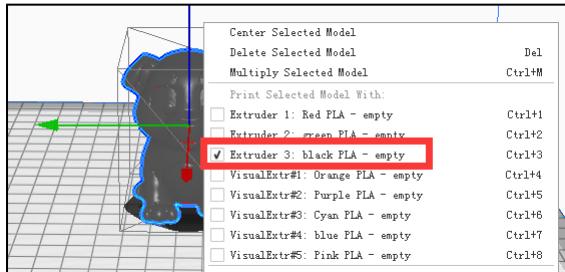 Center Selected Model
Delete Selected Model Del
Multiply Selected Model Ctrl+M
Print Selected Model With:
Extruder 1: Red PLA - empty Ctrl+1
Extruder 2: green PLA - empty Ctrl+2
Extruder 3: black PLA - empty Ctrl+3
VisualExtr#1: Orange PLA - empty Ctrl+4
VisualExtr#2: Purple PLA - empty Ctrl+5
VisualExtr#3: Cyan PLA - empty Ctrl+6
VisualExtr#4: blue PLA - empty Ctrl+7
VisualExtr#5: Pink PLA - empty Ctrl+8